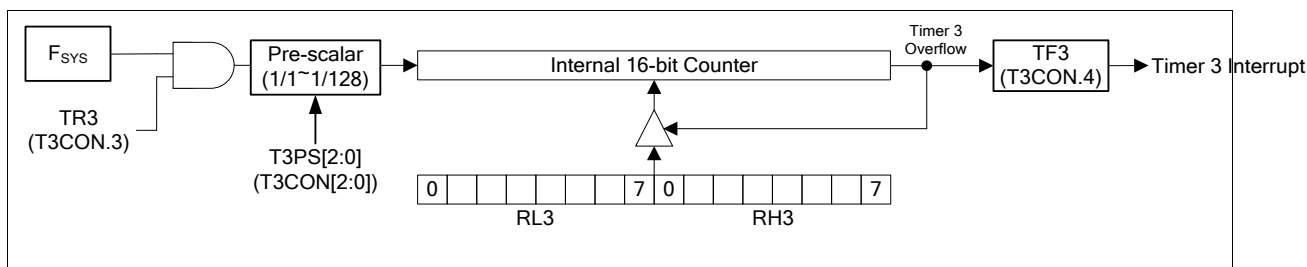 F_SYS
TR3
(T3CON.3)
Pre-scalar
(1/1~1/128)
T3PS[2:0]
(T3CON[2:0])
Internal 16-bit Counter
0 7 0 7
RL3 RH3
Timer 3
Overflow
TF3
(T3CON.4)
Timer 3 Interrupt